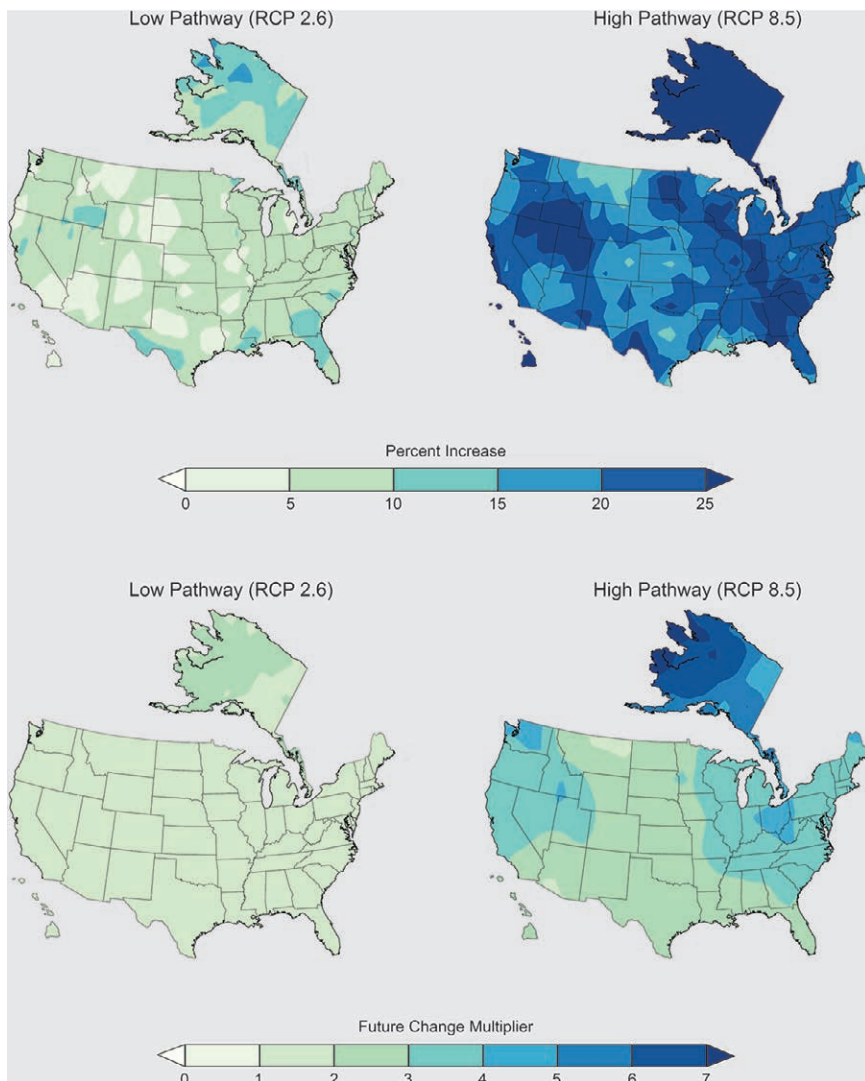 Low Pathway (RCP 2.6) High Pathway (RCP 8.5)
Percent Increase
0 5 10 15 20 25
Low Pathway (RCP 2.6) High Pathway (RCP 8.5)
Future Change Multiplier
0 1 2 3 4 5 6 7